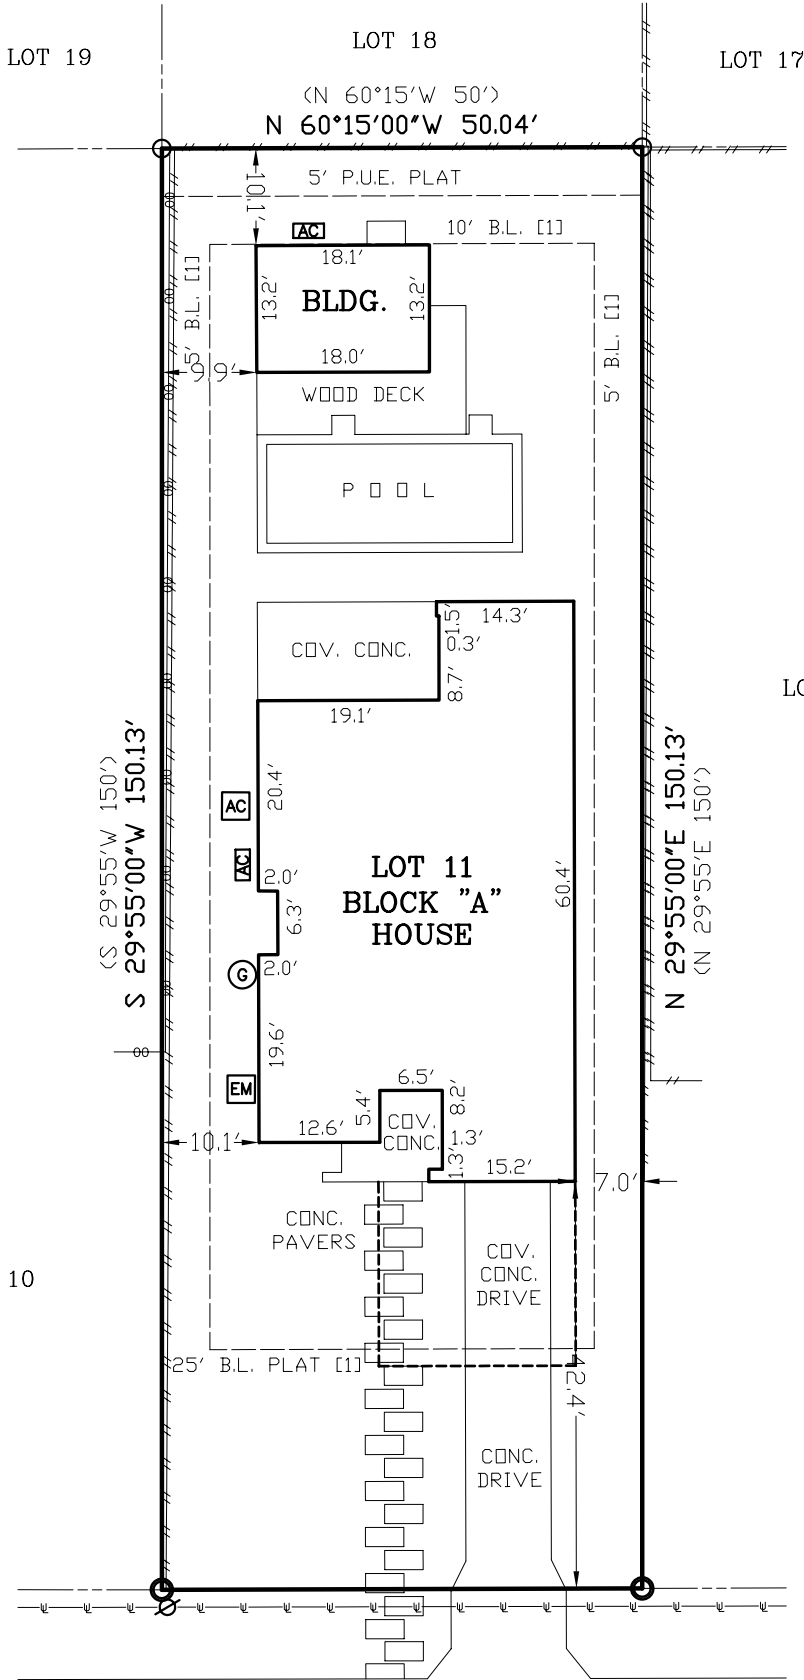 LOT 18
LOT 19
LOT 17
(N 60°15'W 50')
N 60°15'00"W 50.04'
5' P.U.E. PLAT
10.1'
10' B.L. [1]
AC
18.1'
5' B.L. [1]
13.2'
BLDG.
13.2'
5' B.L. [1]
18.0'
9.9'
WOOD DECK
POOL
14.3'
1.5'
0.3'
COV. CONC.
8.7'
LO
19.1'
(S 29°55'W 150')
S 29°55'00"W 150.13'
20.4'
AC
AC
2.0'
6.3'
LOT 11
BLOCK "A"
HOUSE
60.4'
N 29°55'00"E 150.13'
(N 29°55'E 150')
G
2.0'
19.6'
EM
6.5'
5.4'
8.2'
COV.
CONC.
12.6'
10.1'
1.3'
1.3'
15.2'
7.0'
CONC.
PAVERS
COV.
CONC.
DRIVE
10
25' B.L. PLAT [1]
42.4'
CONC.
DRIVE